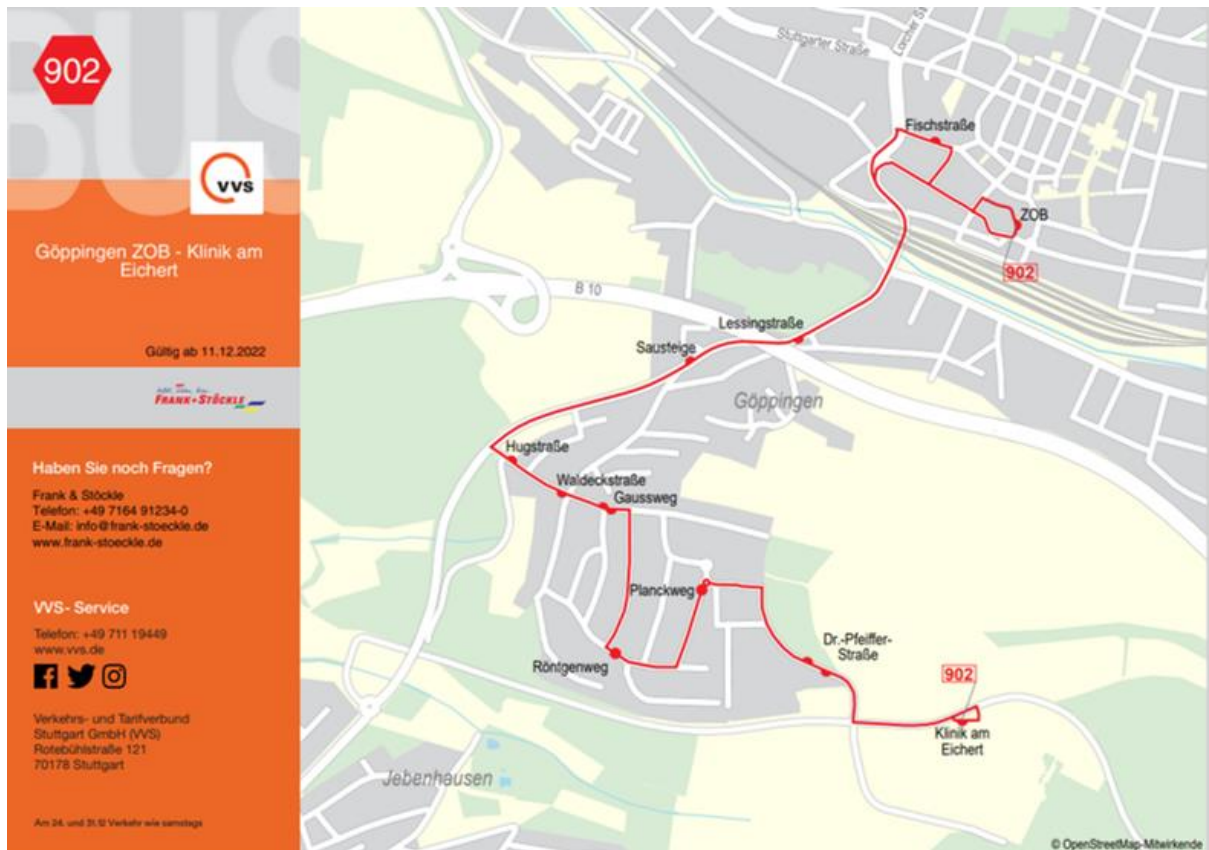 BUS
902
VVS
Göppingen ZOB - Klinik am
Eichert
Gültig ab 11.12.2022
FRANK+STÖCKLE
Haben Sie noch Fragen?
Frank & Stöckle
Telefon: +49 7164 91234-0
E-Mail: info@frank-stoeckle.de
www.frank-stoeckle.de
VVS- Service
Telefon: +49 711 19449
www.vvs.de
Verkehrs- und Tarifverbund
Stuttgart GmbH (VVS)
Rotebühlstraße 121
70178 Stuttgart
Am 24. und 31.12 Verkehr wie samstags
Stuttgarter Straße
Lorcher St
Fischstraße
ZOB
902
B 10
Lessingstraße
Sausteige
Göppingen
Hugstraße
Waldeckstraße
Gaussweg
Planckweg
Dr.-Pfeiffer-
Straße
Röntgenweg
902
Klinik am
Eichert
Jebenhausen
© OpenStreetMap-Mitwirkende